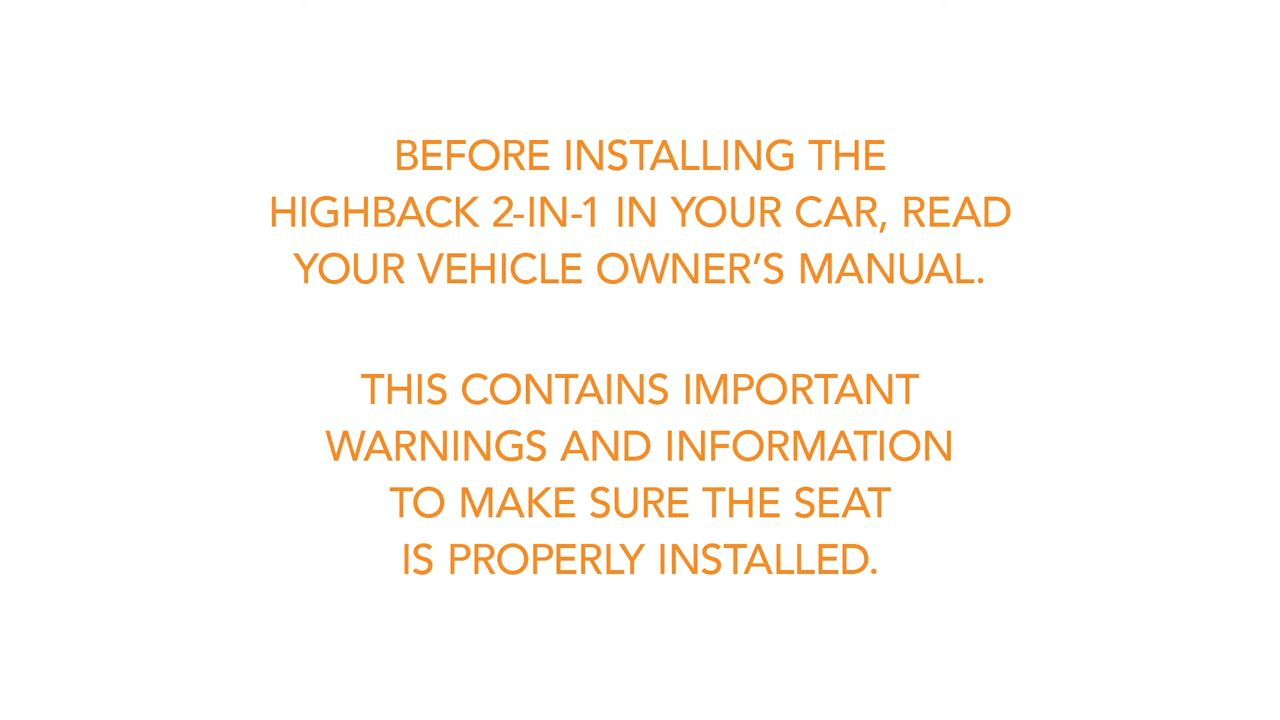 BEFORE INSTALLING THE
HIGHBACK 2-IN-1 IN YOUR CAR, READ
YOUR VEHICLE OWNER’S MANUAL.
THIS CONTAINS IMPORTANT
WARNINGS AND INFORMATION
TO MAKE SURE THE SEAT
IS PROPERLY INSTALLED.